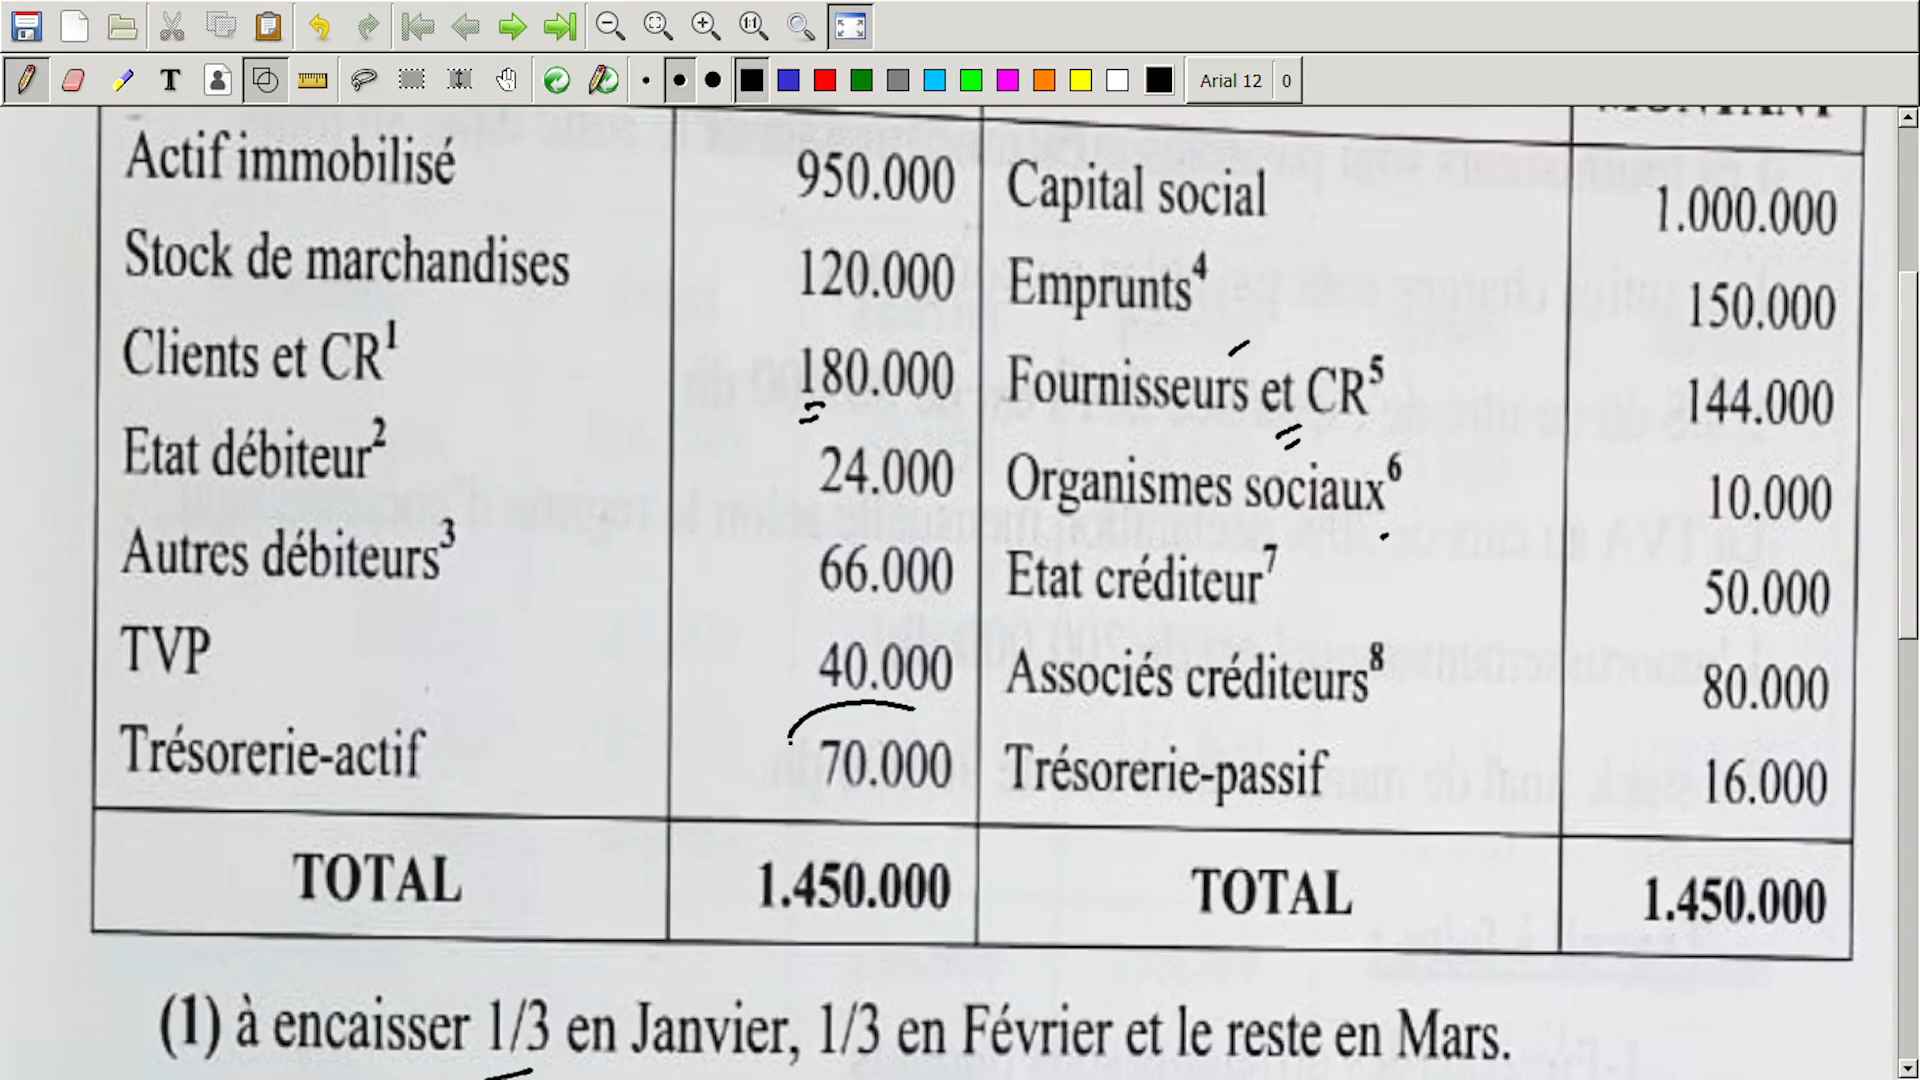 Arial 12 0
MONTANT
Actif immobilisé 950.000 Capital social 1.000.000
Stock de marchandises 120.000 Emprunts4 150.000
Clients et CR1 180.000 Fournisseurs et CR5 144.000
Etat débiteur2 24.000 Organismes sociaux6 10.000
Autres débiteurs3 66.000 Etat créditeur7 50.000
TVP 40.000 Associés créditeurs8 80.000
Trésorerie-actif 70.000 Trésorerie-passif 16.000
TOTAL 1.450.000 TOTAL 1.450.000
(1) à encaisser 1/3 en Janvier, 1/3 en Février et le reste en Mars.